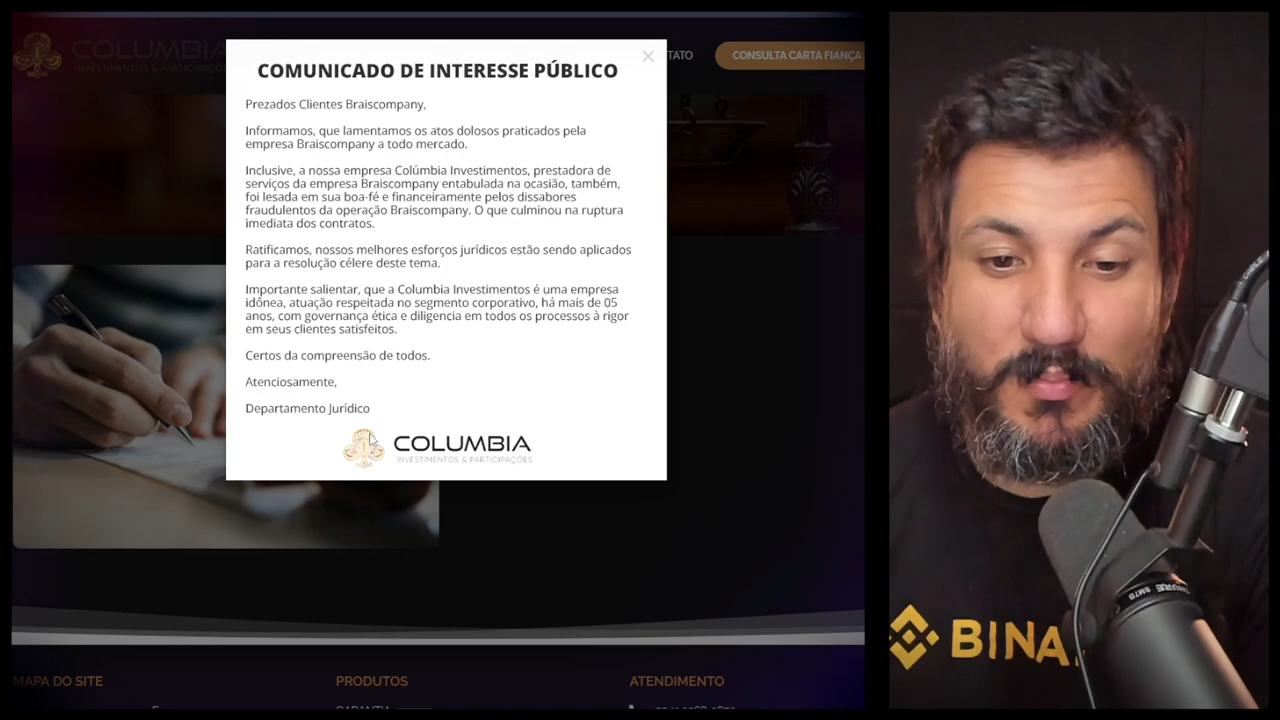 COLUMBIA
INVESTIMENTOS & PARTICIPAÇÕES
TATO
CONSULTA CARTA FIANÇA
COMUNICADO DE INTERESSE PÚBLICO
Prezados Clientes Braiscompany,
Informamos, que lamentamos os atos dolosos praticados pela
empresa Braiscompany a todo mercado.
Inclusive, a nossa empresa Colúmbia Investimentos, prestadora de
serviços da empresa Braiscompany entabulada na ocasião, também,
foi lesada em sua boa-fé e financeiramente pelos dissabores
fraudulentos da operação Braiscompany. O que culminou na ruptura
imediata dos contratos.
Ratificamos, nossos melhores esforços jurídicos estão sendo aplicados
para a resolução célere deste tema.
Importante salientar, que a Columbia Investimentos é uma empresa
idônea, atuação respeitada no segmento corporativo, há mais de 05
anos, com governança ética e diligencia em todos os processos à rigor
em seus clientes satisfeitos.
Certos da compreensão de todos.
Atenciosamente,
Departamento Jurídico
COLUMBIA
INVESTIMENTOS & PARTICIPAÇÕES
MAPA DO SITE
PRODUTOS
ATENDIMENTO
BINA
SHURE SM7B